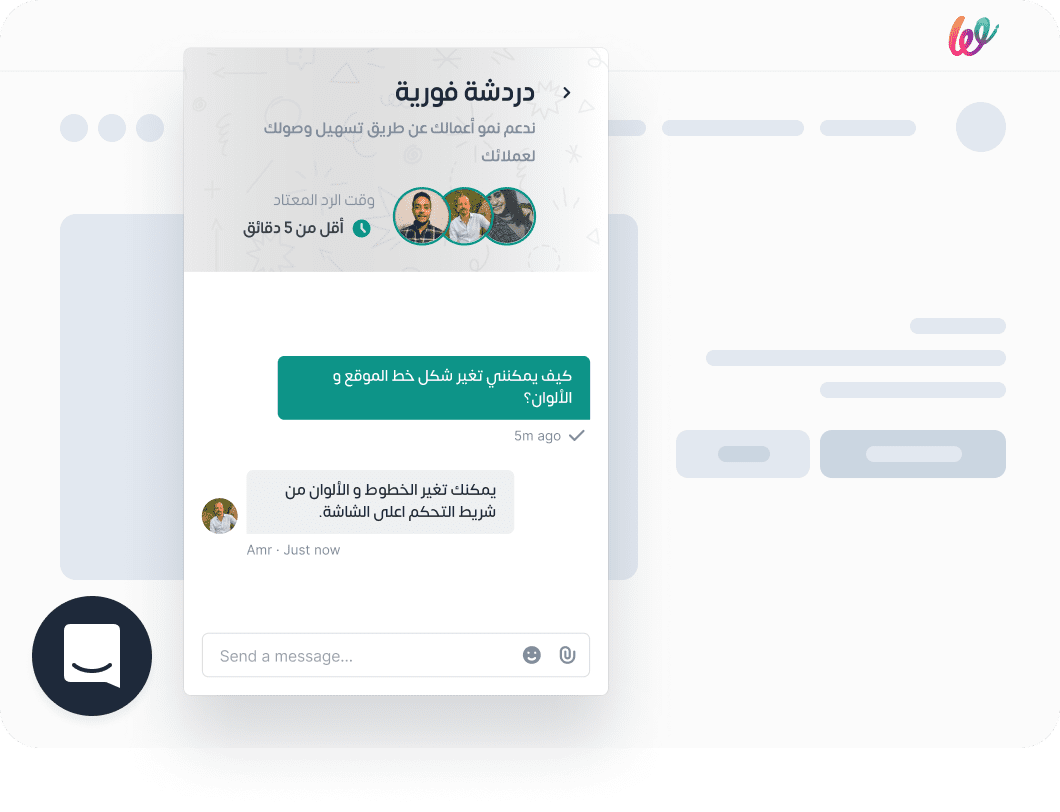 دردشة فورية
ندعم نمو أعمالك عن طريق تسهيل وصولك
لعملائك
وقت الرد المعتاد
أقل من 5 دقائق
كيف يمكنني تغير شكل خط الموقع و
الألوان؟
5m ago
يمكنك تغير الخطوط و الألوان من
شريط التحكم اعلى الشاشة.
Amr · Just now
Send a message...